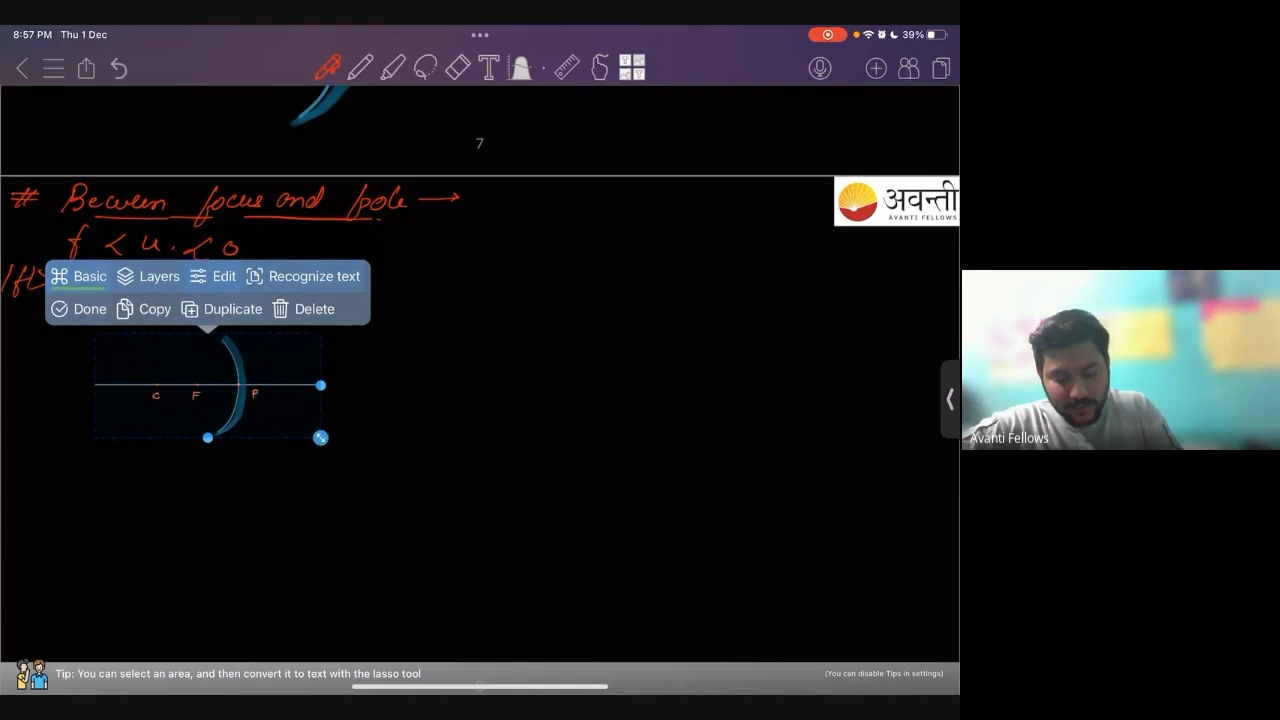 8:57 PM Thu 1 Dec
39%
7
# Beween focus and pole →
अवन्ती
AVANTI FELLOWS
f < u. < 0
Basic Layers Edit Recognize text
Done Copy Duplicate Delete
C F P
Avanti Fellows
Tip: You can select an area, and then convert it to text with the lasso tool
(You can disable Tips in settings)